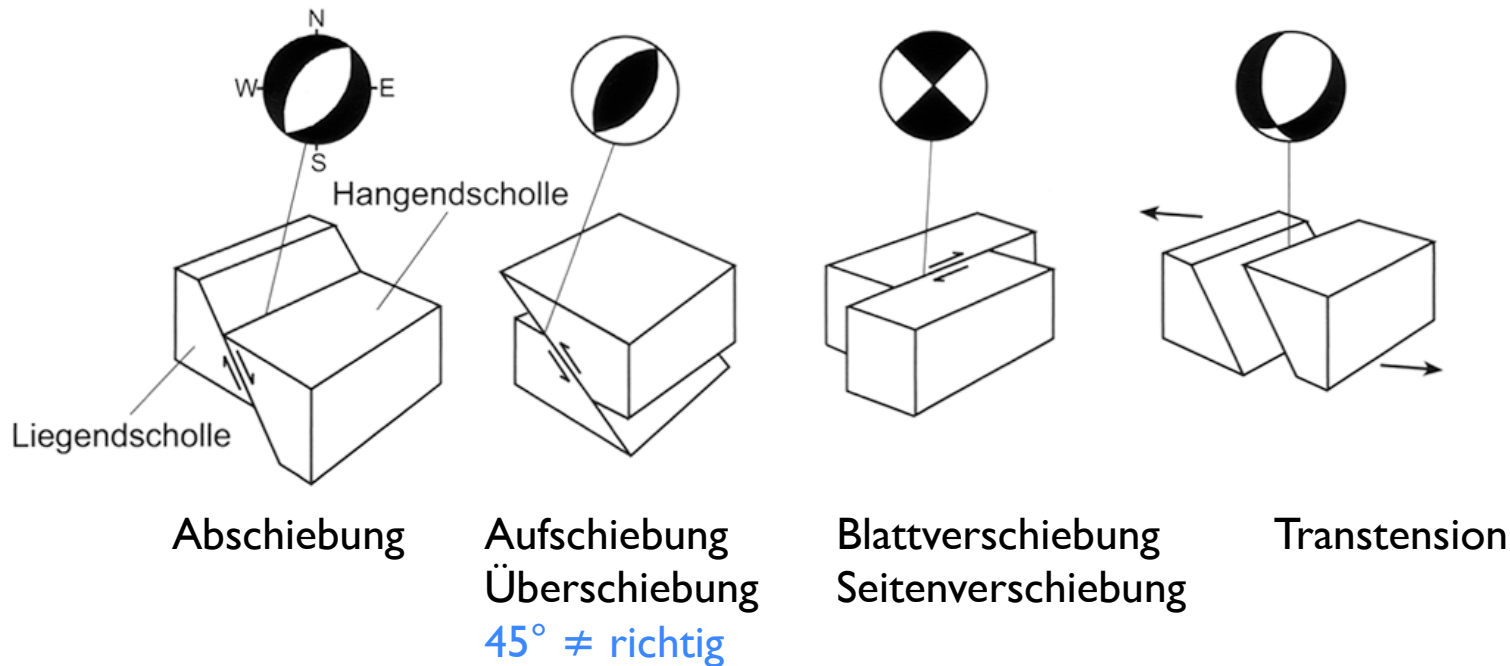 N
W
E
S
Hangendscholle
Liegendscholle
Abschiebung
Aufschiebung
Überschiebung
45° ≠ richtig
Blattverschiebung
Seitenverschiebung
Transtension